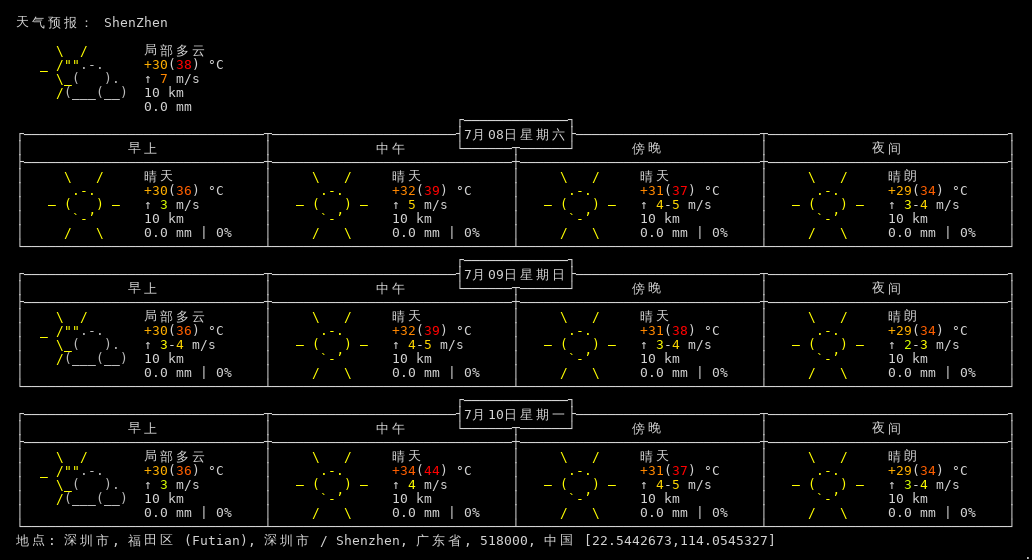 天气预报： ShenZhen
局部多云
+30(38) °C
↑ 7 m/s
10 km
0.0 mm
7月08日星期六
早上 中午 傍晚 夜间
晴天 晴天 晴天 晴朗
+30(36) °C +32(39) °C +31(37) °C +29(34) °C
↑ 3 m/s ↑ 5 m/s ↑ 4-5 m/s ↑ 3-4 m/s
10 km 10 km 10 km 10 km
0.0 mm | 0% 0.0 mm | 0% 0.0 mm | 0% 0.0 mm | 0%
7月09日星期日
早上 中午 傍晚 夜间
局部多云 晴天 晴天 晴朗
+30(36) °C +32(39) °C +31(38) °C +29(34) °C
↑ 3-4 m/s ↑ 4-5 m/s ↑ 3-4 m/s ↑ 2-3 m/s
10 km 10 km 10 km 10 km
0.0 mm | 0% 0.0 mm | 0% 0.0 mm | 0% 0.0 mm | 0%
7月10日星期一
早上 中午 傍晚 夜间
局部多云 晴天 晴天 晴朗
+30(36) °C +34(44) °C +31(37) °C +29(34) °C
↑ 3 m/s ↑ 4 m/s ↑ 4-5 m/s ↑ 3-4 m/s
10 km 10 km 10 km 10 km
0.0 mm | 0% 0.0 mm | 0% 0.0 mm | 0% 0.0 mm | 0%
地点: 深圳市, 福田区 (Futian), 深圳市 / Shenzhen, 广东省, 518000, 中国 [22.5442673,114.0545327]